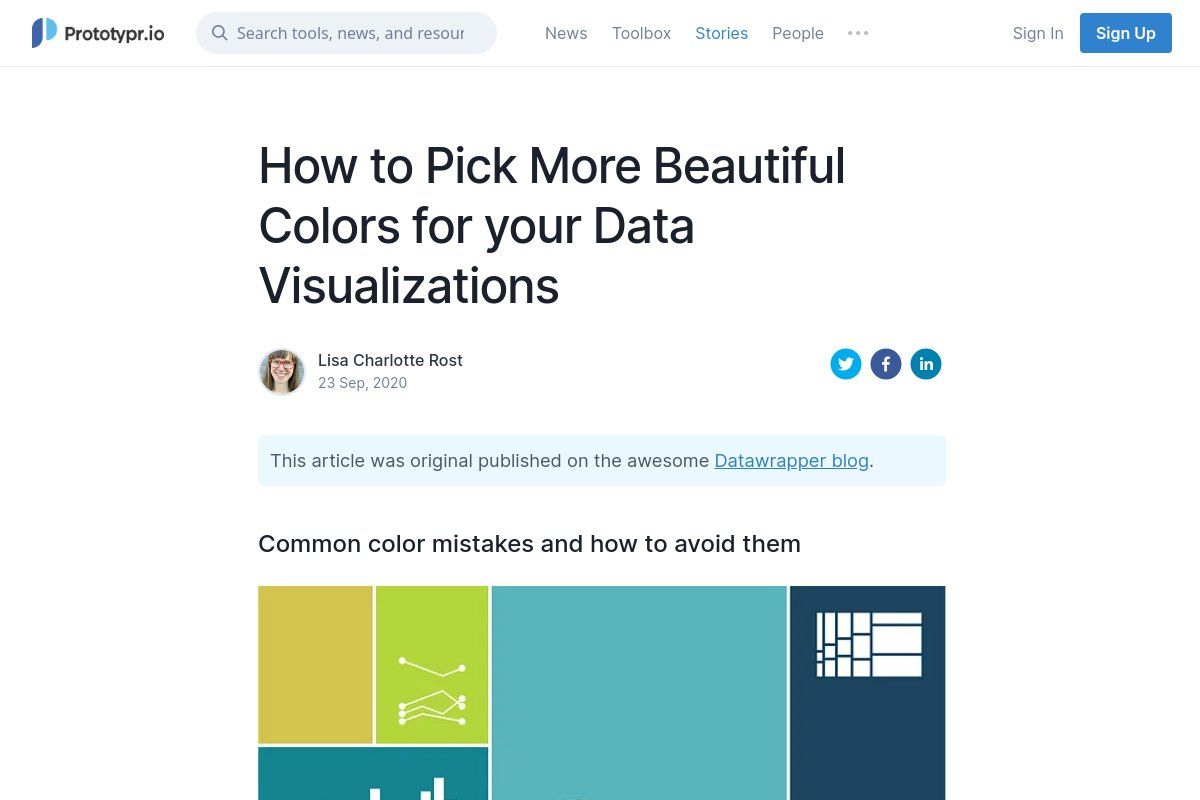 Prototypr.io
Search tools, news, and resour
News
Toolbox
Stories
People
Sign In
Sign Up
How to Pick More Beautiful
Colors for your Data
Visualizations
Lisa Charlotte Rost
23 Sep, 2020
This article was original published on the awesome Datawrapper blog.
Common color mistakes and how to avoid them